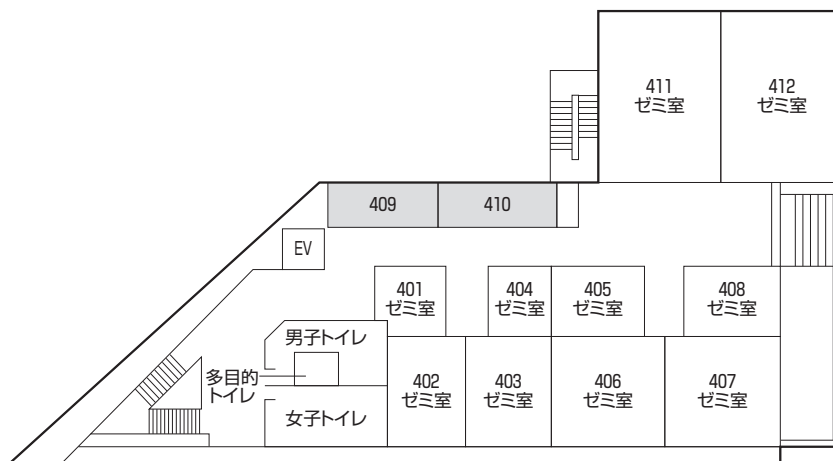 411
ゼミ室
412
ゼミ室
409
410
EV
401
ゼミ室
404
ゼミ室
405
ゼミ室
408
ゼミ室
男子トイレ
多目的
トイレ
女子トイレ
402
ゼミ室
403
ゼミ室
406
ゼミ室
407
ゼミ室